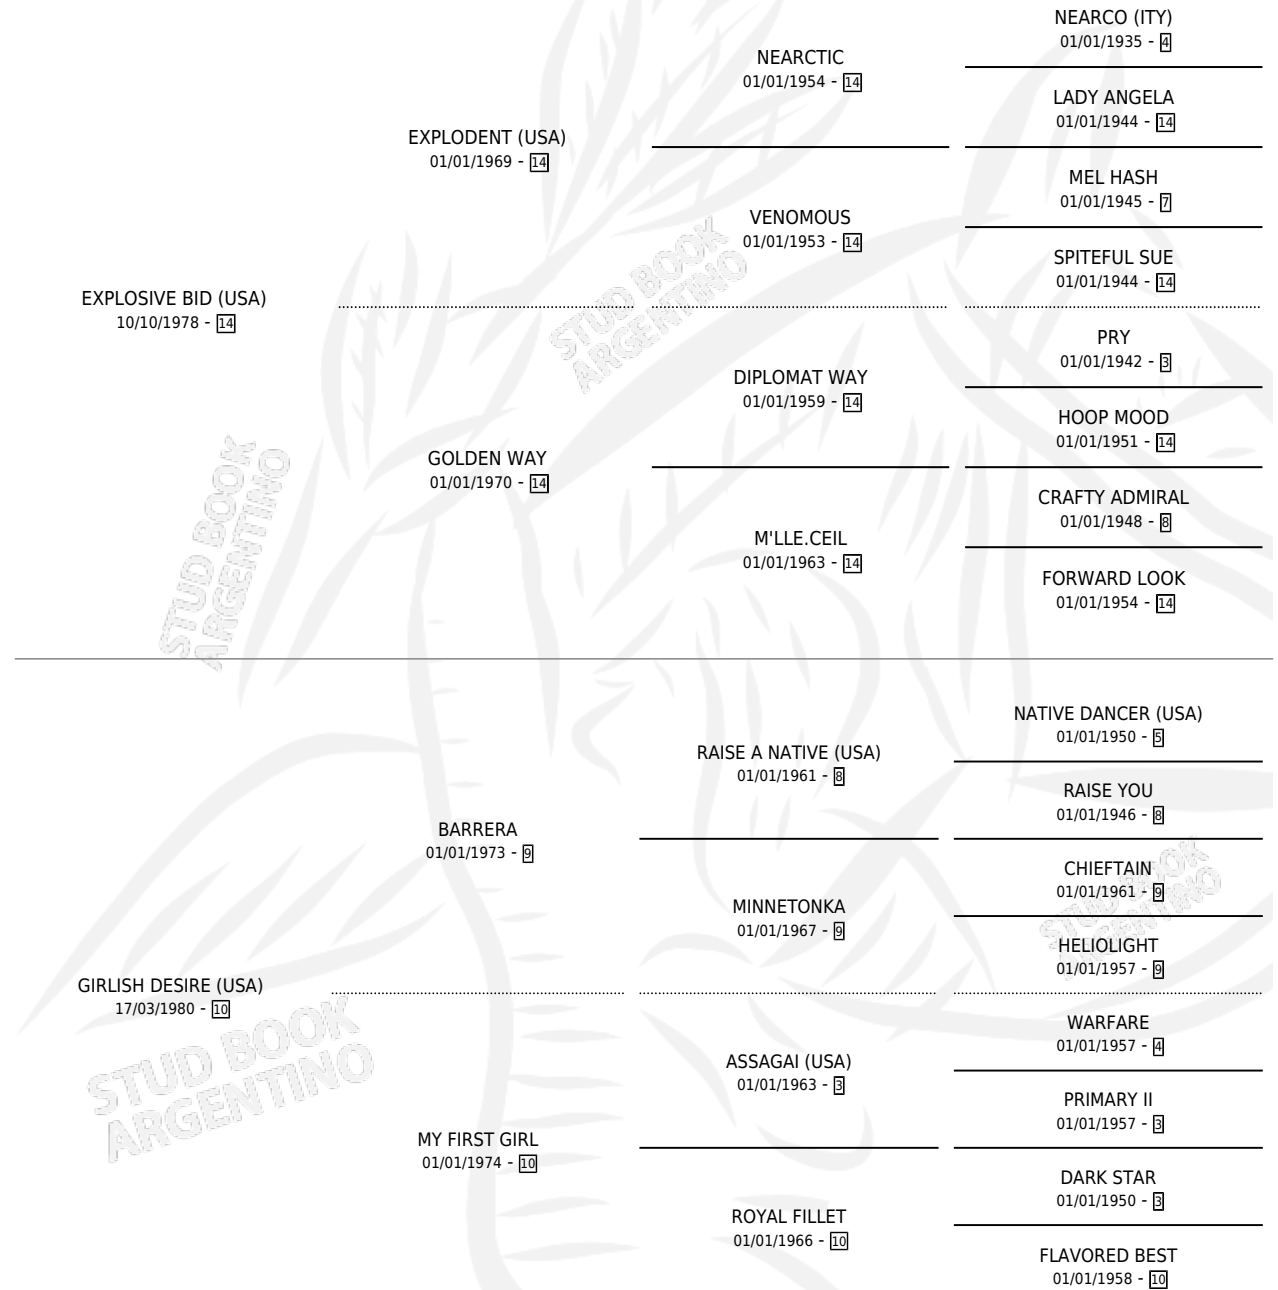 NEARCO (ITY)
01/01/1935 - 4
NEARCTIC
01/01/1954 - 14
LADY ANGELA
01/01/1944 - 14
EXPLODENT (USA)
01/01/1969 - 14
MEL HASH
01/01/1945 - 7
VENOMOUS
01/01/1953 - 14
SPITEFUL SUE
01/01/1944 - 14
EXPLOSIVE BID (USA)
10/10/1978 - 14
PRY
01/01/1942 - 3
DIPLOMAT WAY
01/01/1959 - 14
HOOP MOOD
01/01/1951 - 14
GOLDEN WAY
01/01/1970 - 14
CRAFTY ADMIRAL
01/01/1948 - 8
M'LLE.CEIL
01/01/1963 - 14
FORWARD LOOK
01/01/1954 - 14
STUD BOOK
ARGENTINO
STUD BOOK
ARGENTINO
NATIVE DANCER (USA)
01/01/1950 - 5
RAISE A NATIVE (USA)
01/01/1961 - 8
RAISE YOU
01/01/1946 - 8
BARRERA
01/01/1973 - 9
CHIEFTAIN
01/01/1961 - 9
MINNETONKA
01/01/1967 - 9
HELIOLIGHT
01/01/1957 - 9
GIRLISH DESIRE (USA)
17/03/1980 - 10
WARFARE
01/01/1957 - 4
ASSAGAI (USA)
01/01/1963 - 3
PRIMARY II
01/01/1957 - 3
MY FIRST GIRL
01/01/1974 - 10
DARK STAR
01/01/1950 - 3
ROYAL FILLET
01/01/1966 - 10
FLAVORED BEST
01/01/1958 - 10
STUD BOOK
ARGENTINO
STUD BOOK
ARGENTINO